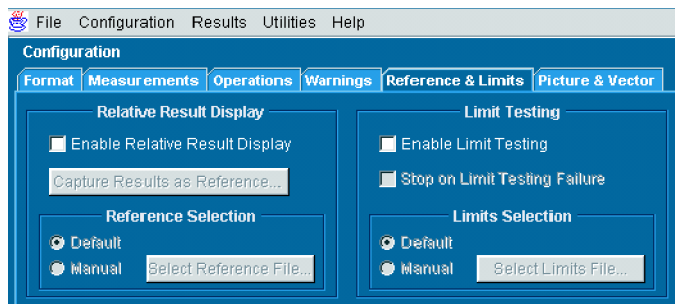 File Configuration Results Utilities Help
Configuration
Format Measurements Operations Warnings Reference & Limits Picture & Vector
Relative Result Display
Enable Relative Result Display
Capture Results as Reference...
Reference Selection
Default
Manual Select Reference File...
Limit Testing
Enable Limit Testing
Stop on Limit Testing Failure
Limits Selection
Default
Manual Select Limits File...